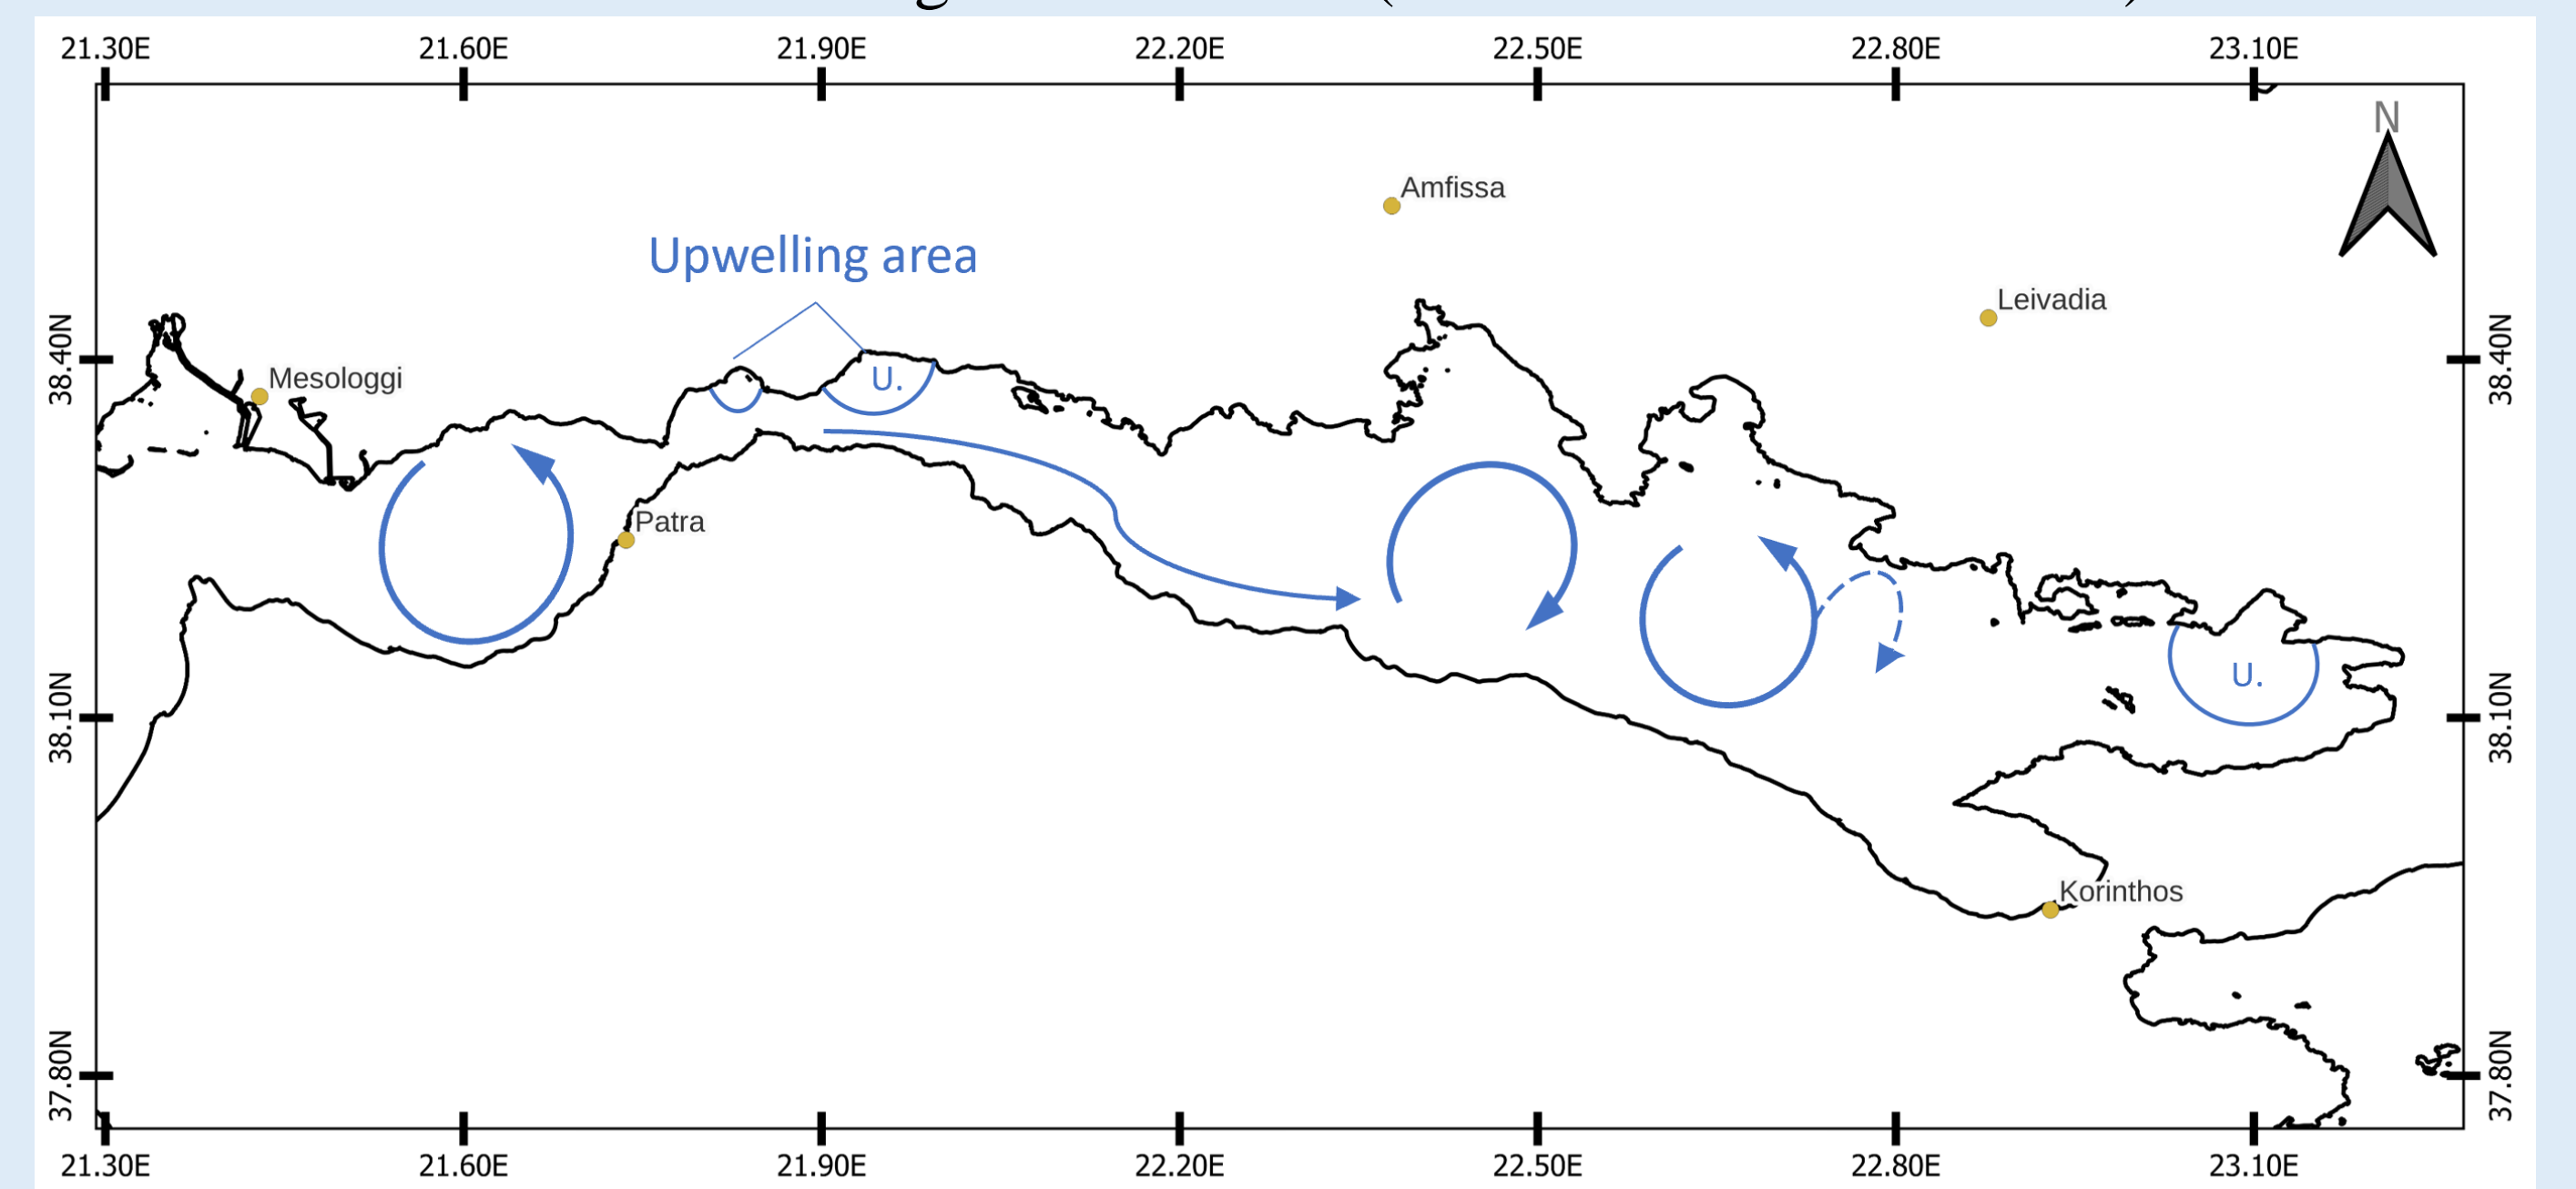 21.30E 21.60E 21.90E 22.20E 22.50E 22.80E 23.10E
N
Amfissa
Upwelling area
Leivadia
38.40N 38.40N
Mesologgi
U.
Patra
U.
38.10N 38.10N
Korinthos
37.80N 37.80N
21.30E 21.60E 21.90E 22.20E 22.50E 22.80E 23.10E